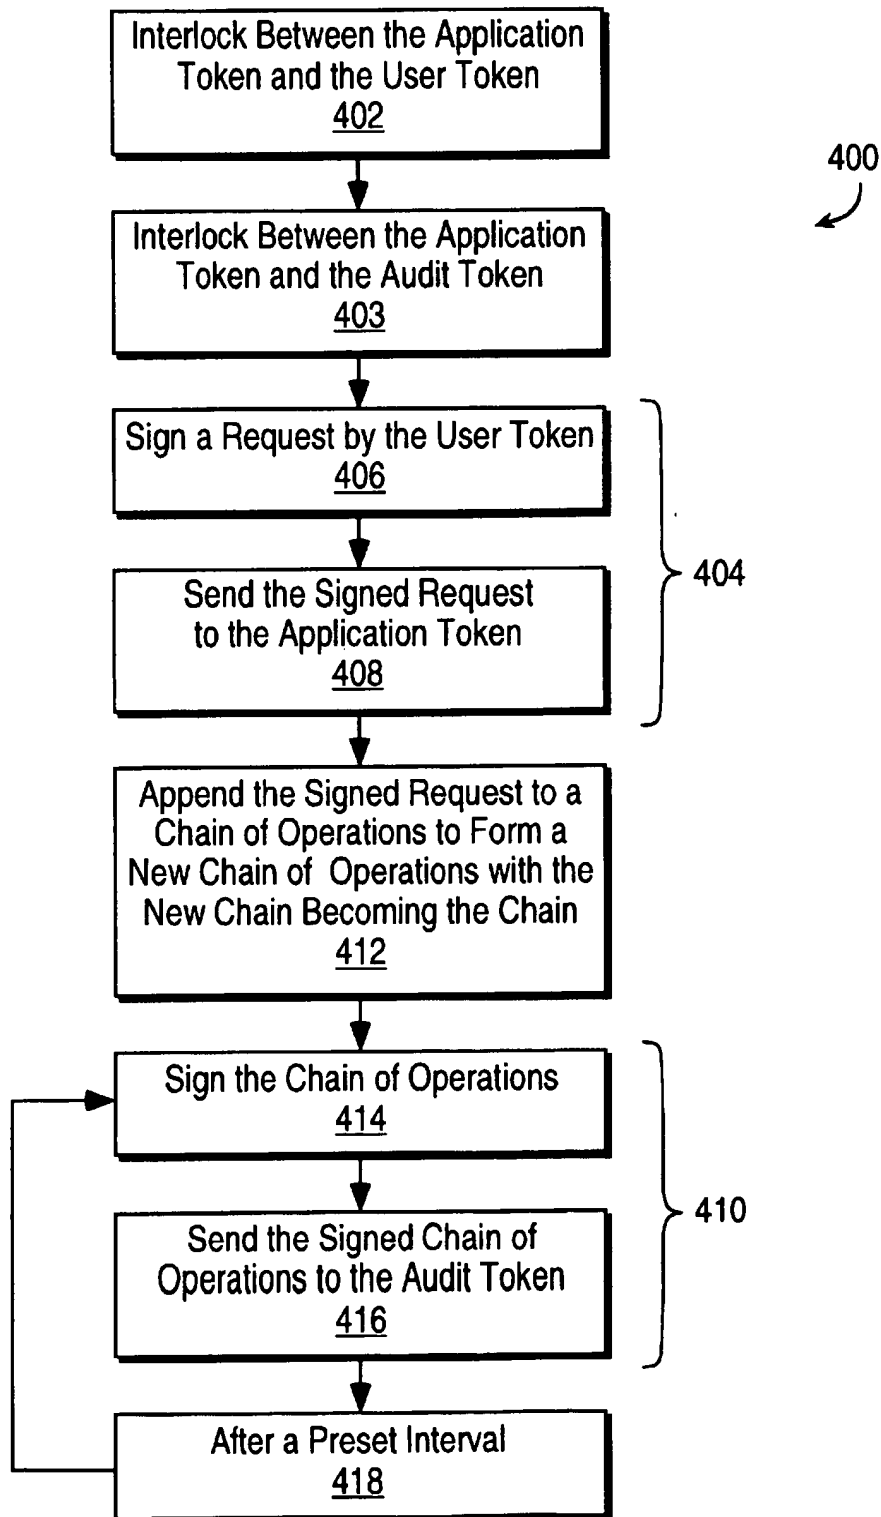 Interlock Between the Application
Token and the User Token
402
400
Interlock Between the Application
Token and the Audit Token
403
Sign a Request by the User Token
406
404
Send the Signed Request
to the Application Token
408
Append the Signed Request to a
Chain of Operations to Form a
New Chain of Operations with the
New Chain Becoming the Chain
412
Sign the Chain of Operations
414
410
Send the Signed Chain of
Operations to the Audit Token
416
After a Preset Interval
418